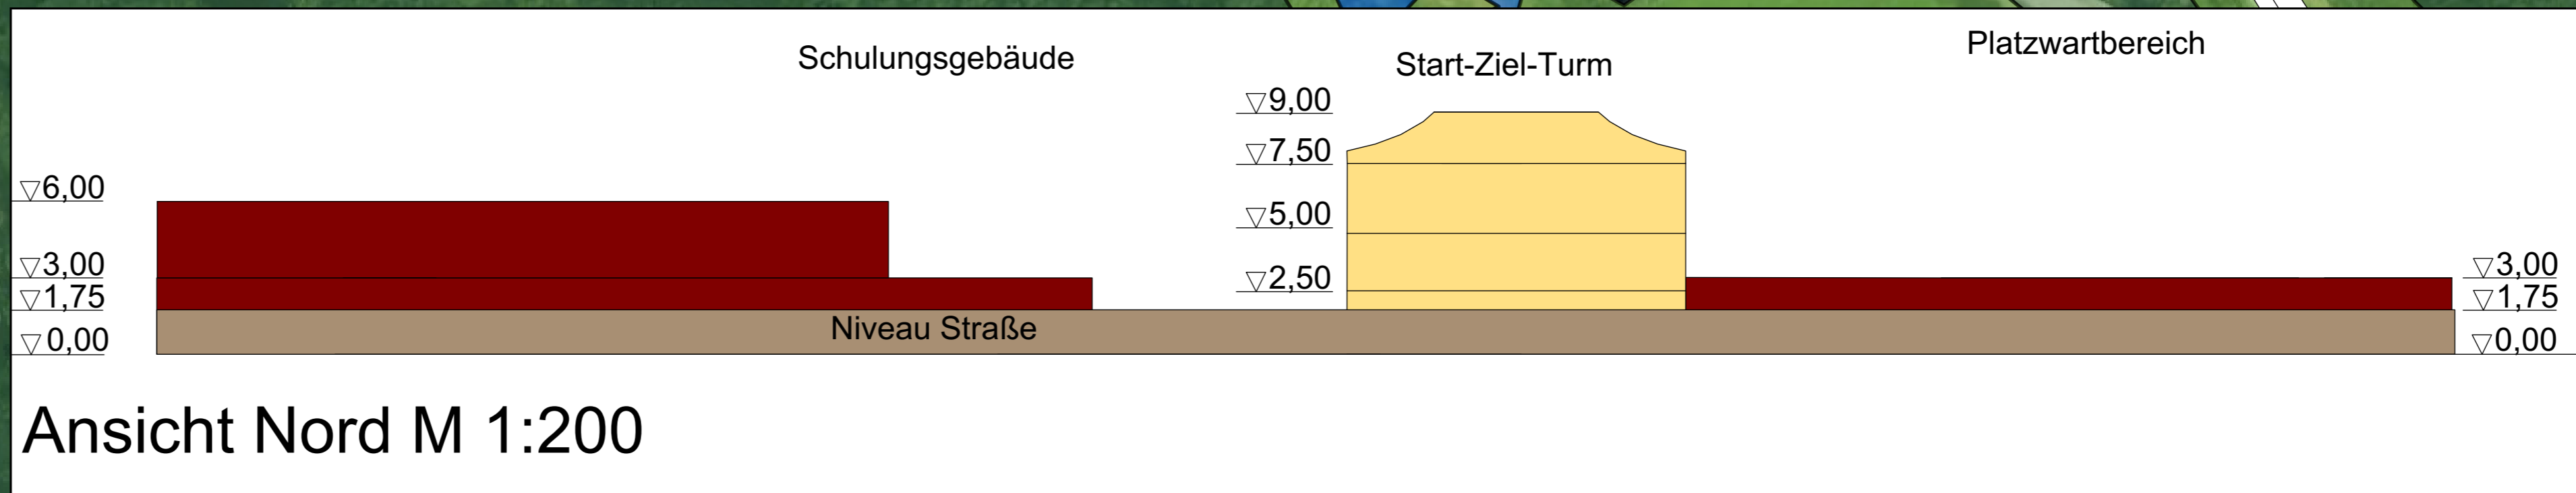 Schulungsgebäude
Start-Ziel-Turm
Platzwartbereich
9,00
7,50
6,00
5,00
3,00
2,50
3,00
1,75
1,75
Niveau Straße
0,00
0,00
Ansicht Nord M 1:200